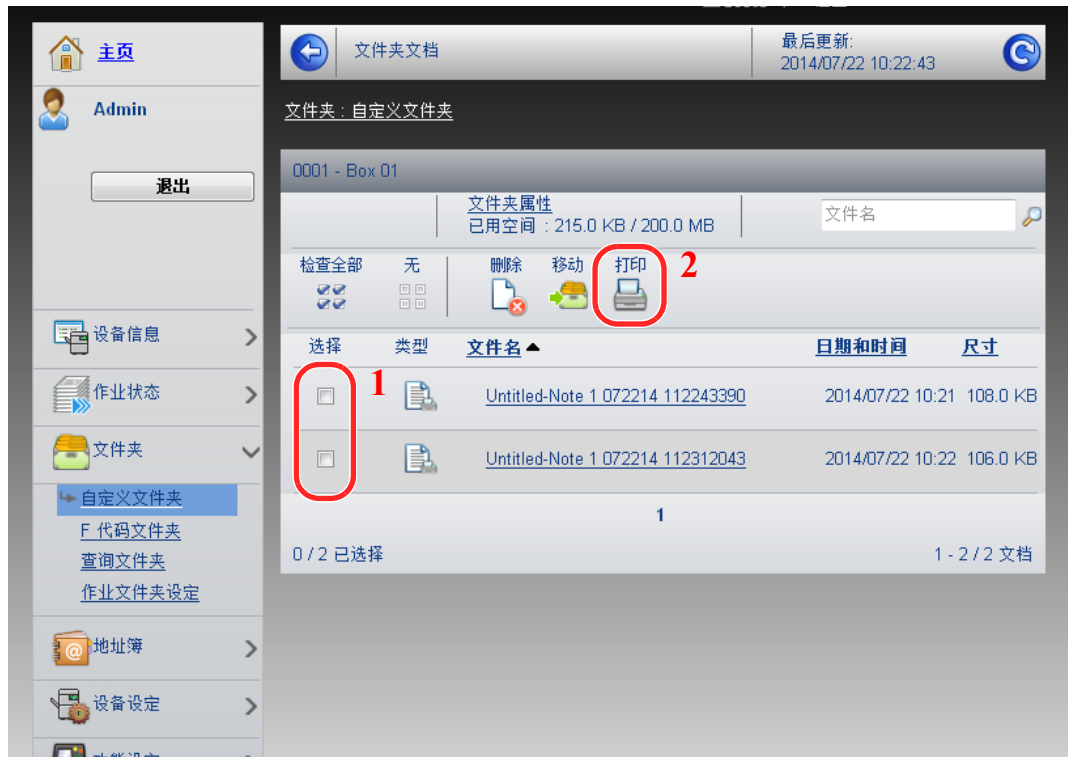 主页
Admin
退出
设备信息
作业状态
文件夹
自定义文件夹
F 代码文件夹
查询文件夹
作业文件夹设定
地址簿
设备设定
文件夹文档
最后更新:
2014/07/22 10:22:43
文件夹 : 自定义文件夹
0001 - Box 01
文件夹属性
已用空间 : 215.0 KB / 200.0 MB
文件名
检查全部 无 删除 移动 打印 2
选择 类型 文件名 日期和时间 尺寸
1 Untitled-Note 1 072214 112243390 2014/07/22 10:21 108.0 KB
Untitled-Note 1 072214 112312043 2014/07/22 10:22 106.0 KB
1
0 / 2 已选择 1 - 2 / 2 文档